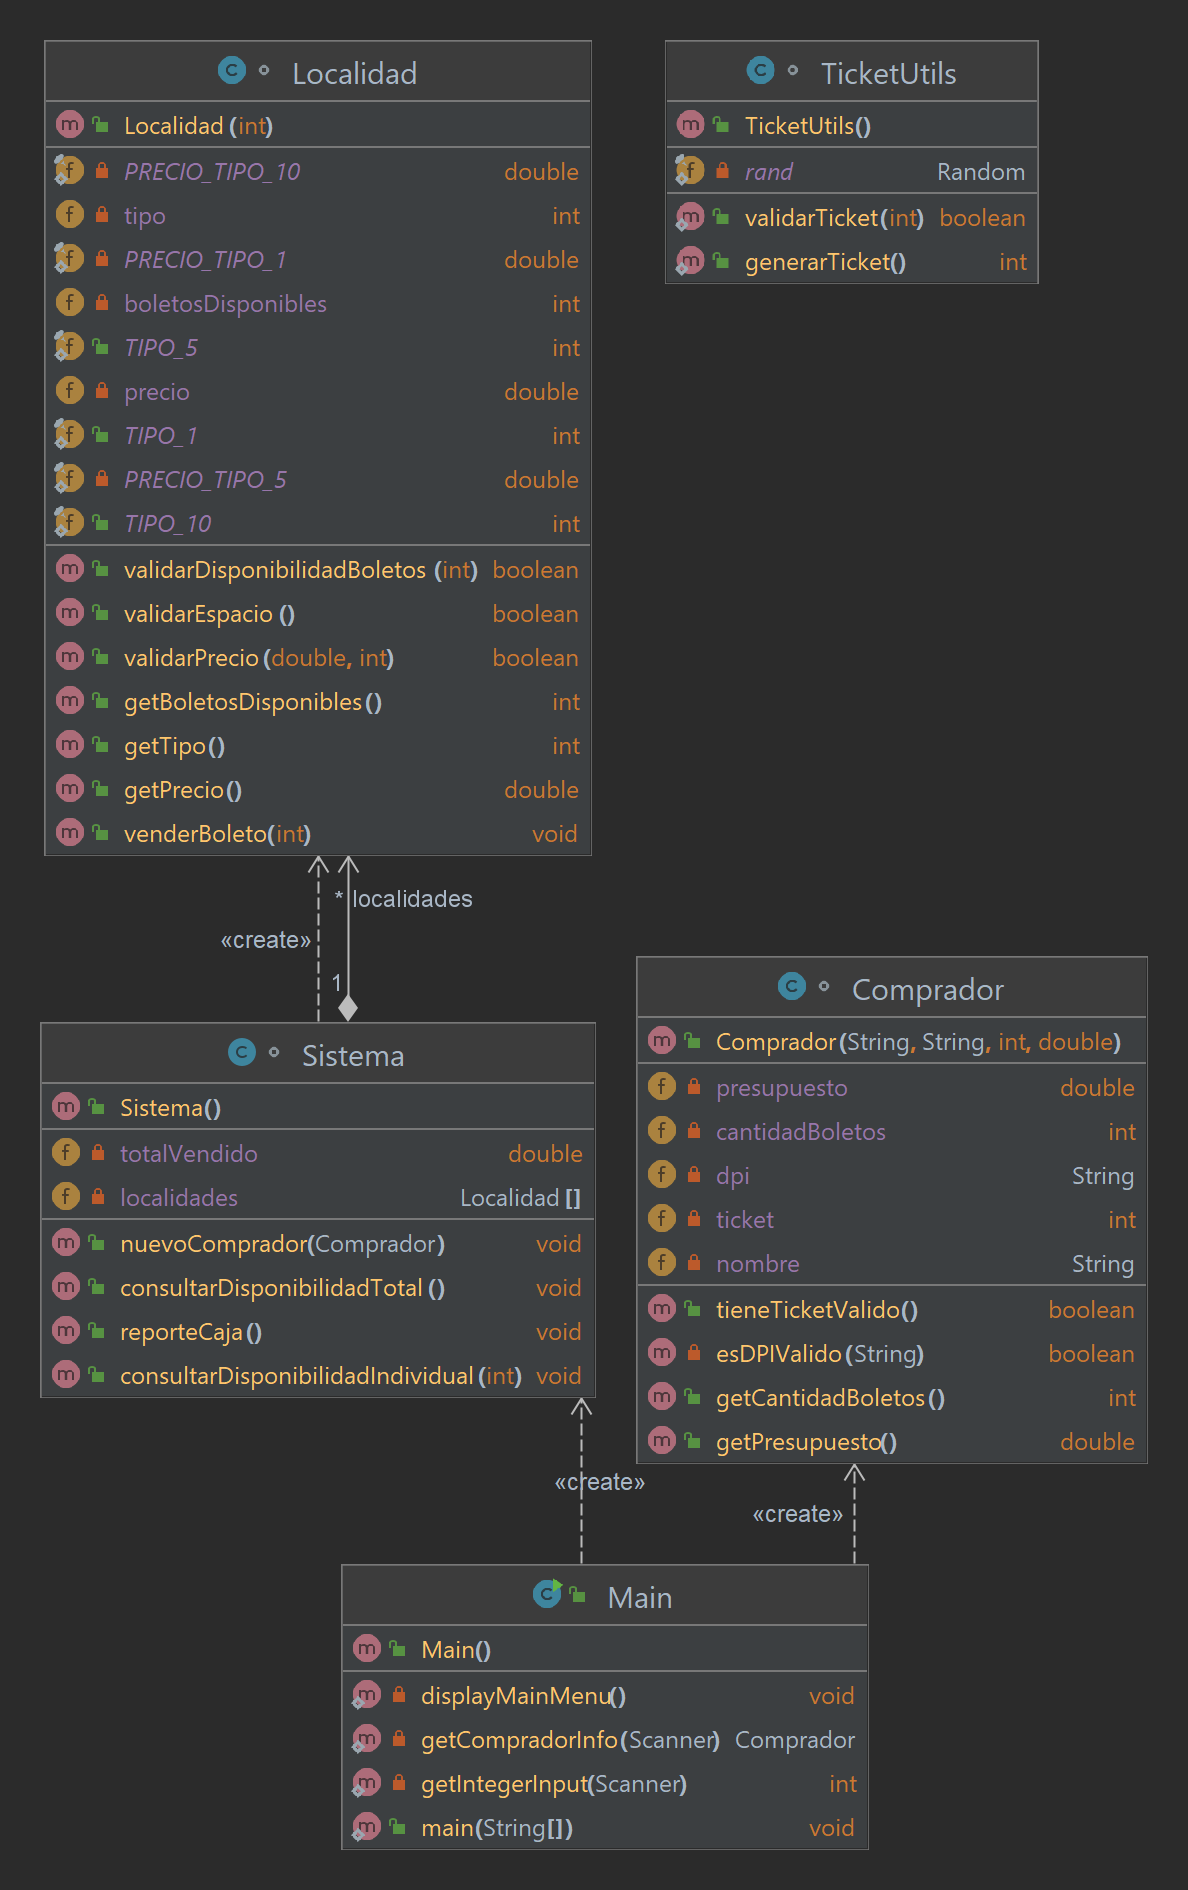 Localidad
Localidad (int)
PRECIO_TIPO_10 double
tipo int
PRECIO_TIPO_1 double
boletosDisponibles int
TIPO_5 int
precio double
TIPO_1 int
PRECIO_TIPO_5 double
TIPO_10 int
validarDisponibilidadBoletos (int) boolean
validarEspacio () boolean
validarPrecio (double, int) boolean
getBoletosDisponibles () int
getTipo() int
getPrecio () double
venderBoleto(int) void
TicketUtils
TicketUtils()
rand Random
validarTicket(int) boolean
generarTicket() int
* localidades
«create»
1
Sistema
Sistema()
totalVendido double
localidades Localidad []
nuevoComprador(Comprador) void
consultarDisponibilidadTotal () void
reporteCaja () void
consultarDisponibilidadIndividual (int) void
Comprador
Comprador(String, String, int, double)
presupuesto double
cantidadBoletos int
dpi String
ticket int
nombre String
tieneTicketValido() boolean
esDPIValido (String) boolean
getCantidadBoletos () int
getPresupuesto() double
«create»
«create»
Main
Main()
displayMainMenu() void
getCompradorInfo (Scanner) Comprador
getIntegerInput(Scanner) int
main(String[]) void